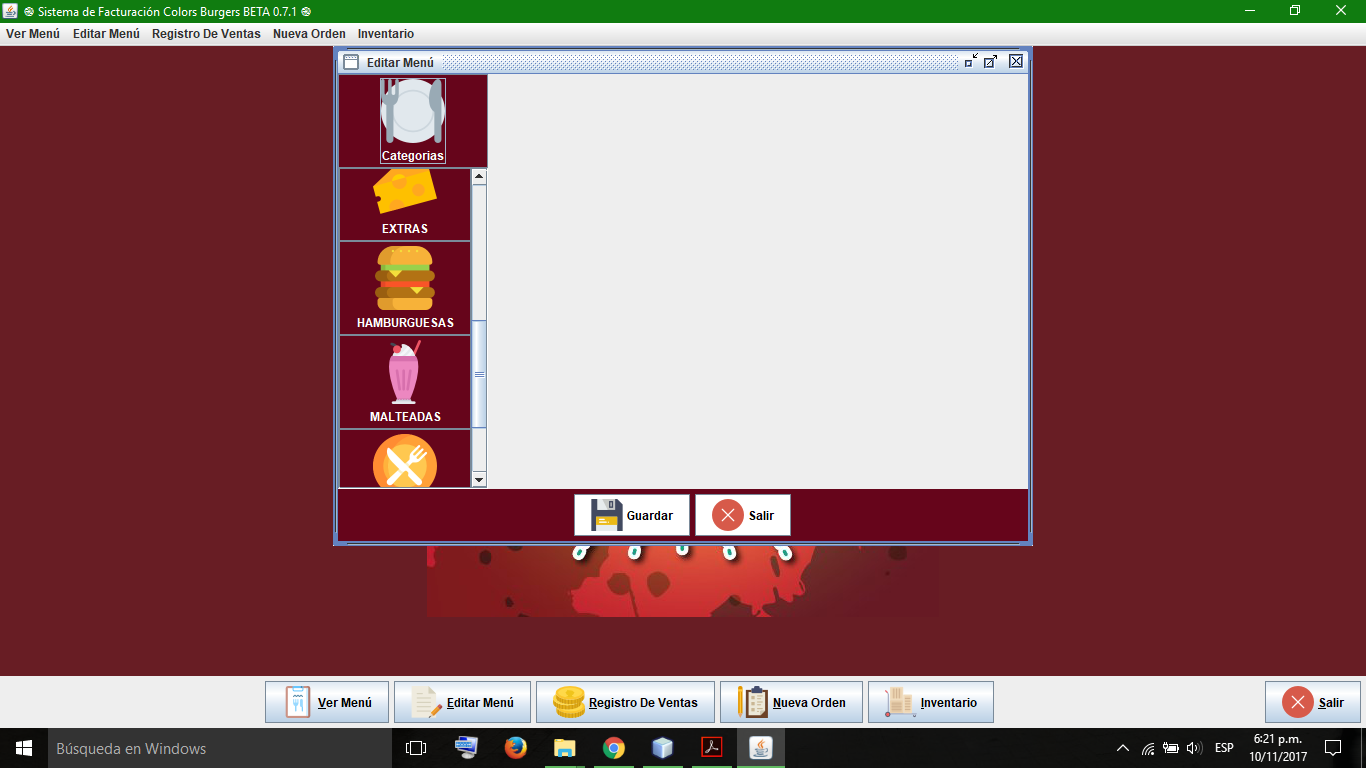 Sistema de Facturación Colors Burgers BETA 0.7.1
Ver Menú Editar Menú Registro De Ventas Nueva Orden Inventario
Editar Menú
Categorias
EXTRAS
HAMBURGUESAS
MALTEADAS
Guardar Salir
Ver Menú Editar Menú Registro De Ventas Nueva Orden Inventario Salir
Búsqueda en Windows
ESP
6:21 p.m.
10/11/2017